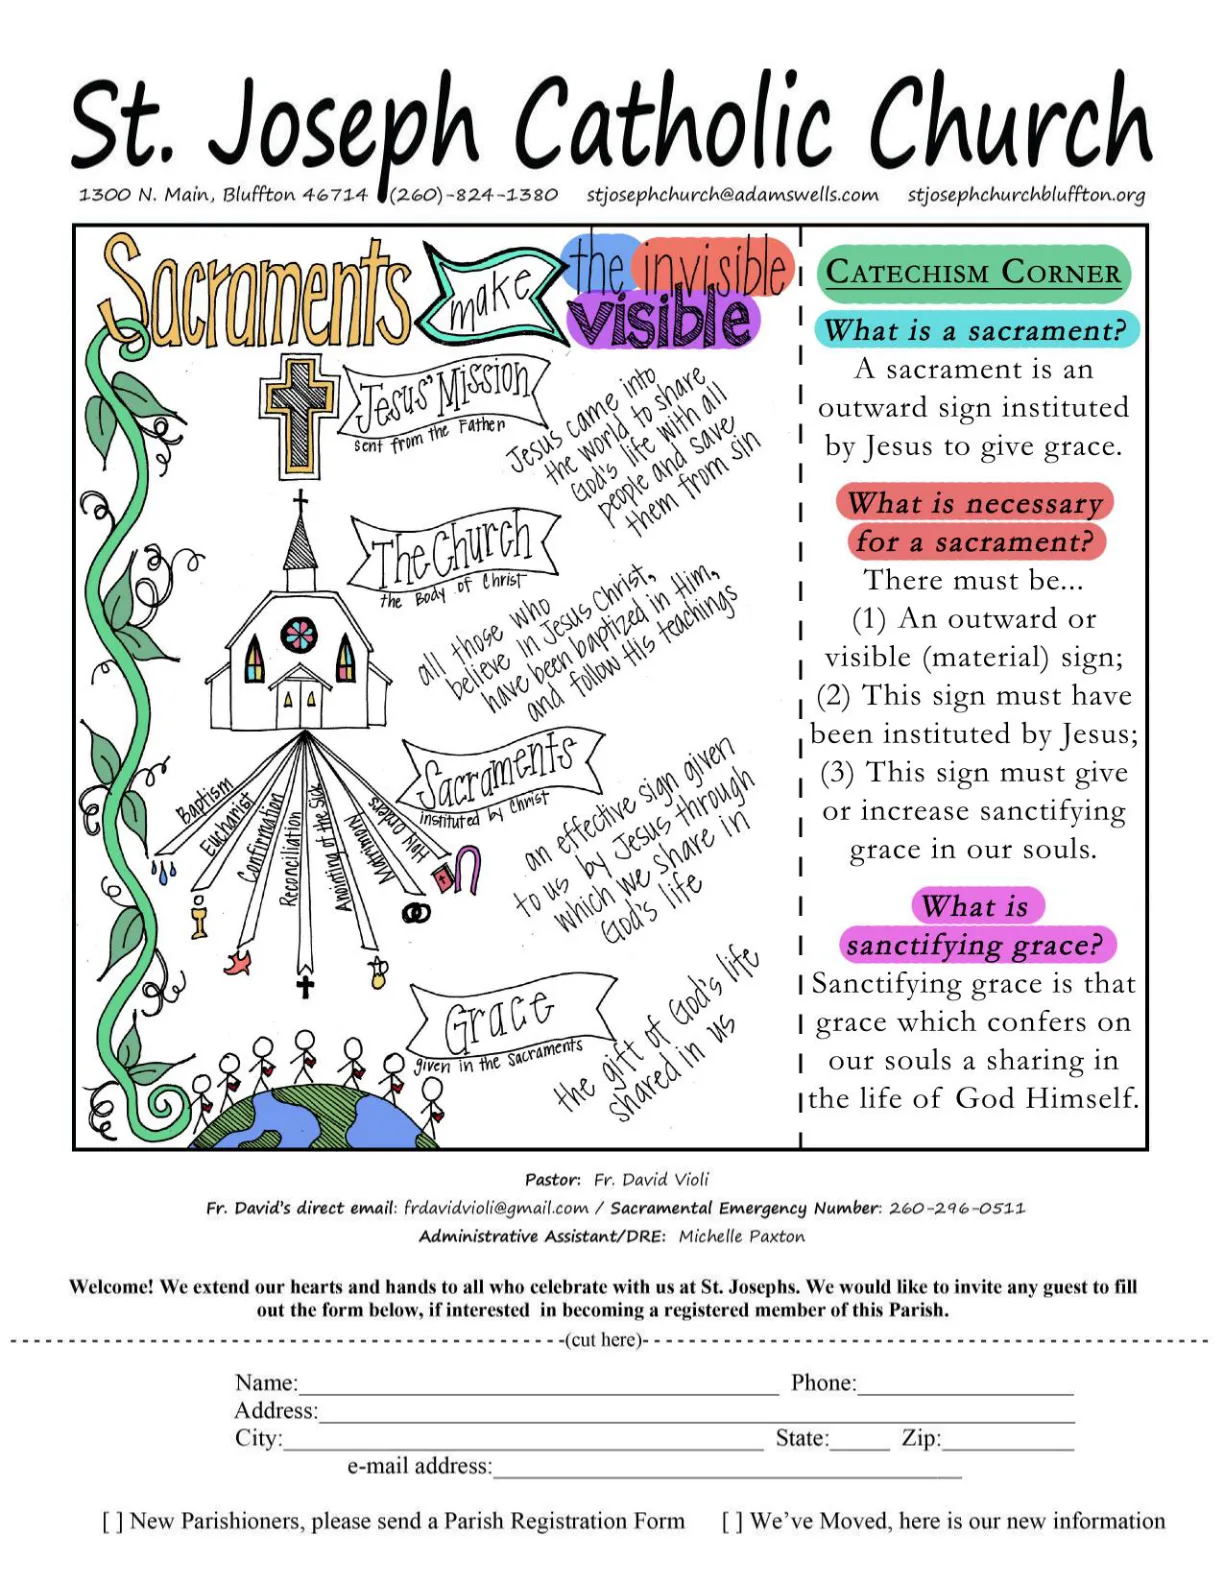 St. Joseph Catholic Church
1300 N. Main, Bluffton 46714 (260)-824-1380 stjosephchurch@adamswells.com stjosephchurchbluffton.org
Sacraments make the invisible
visible
Jesus' Mission
sent from the Father
Jesus came into
the world to share
God's life with all
people and save
them from sin
The Church
the Body of Christ
all those who
believe in Jesus Christ,
have been baptized in Him,
and follow His teachings
Sacraments
instituted by Christ
an effective sign given
to us by Jesus through
which we share in
God's life
Baptism
Eucharist
Confirmation
Reconciliation
Anointing of the Sick
Matrimony
Holy Orders
Grace
given in the Sacraments
the gift of God's life
shared in us
CATECHISM CORNER
What is a sacrament?
A sacrament is an
outward sign instituted
by Jesus to give grace.
What is necessary
for a sacrament?
There must be...
(1) An outward or
visible (material) sign;
(2) This sign must have
been instituted by Jesus;
(3) This sign must give
or increase sanctifying
grace in our souls.
What is
sanctifying grace?
Sanctifying grace is that
grace which confers on
our souls a sharing in
the life of God Himself.
Pastor: Fr. David Violi
Fr. David's direct email: frdavidvioli@gmail.com / Sacramental Emergency Number: 260-296-0511
Administrative Assistant/DRE: Michelle Paxton
Welcome! We extend our hearts and hands to all who celebrate with us at St. Josephs. We would like to invite any guest to fill
out the form below, if interested in becoming a registered member of this Parish.
(cut here)
Name: Phone:
Address:
City: State: Zip:
e-mail address:
[ ] New Parishioners, please send a Parish Registration Form [ ] We've Moved, here is our new information